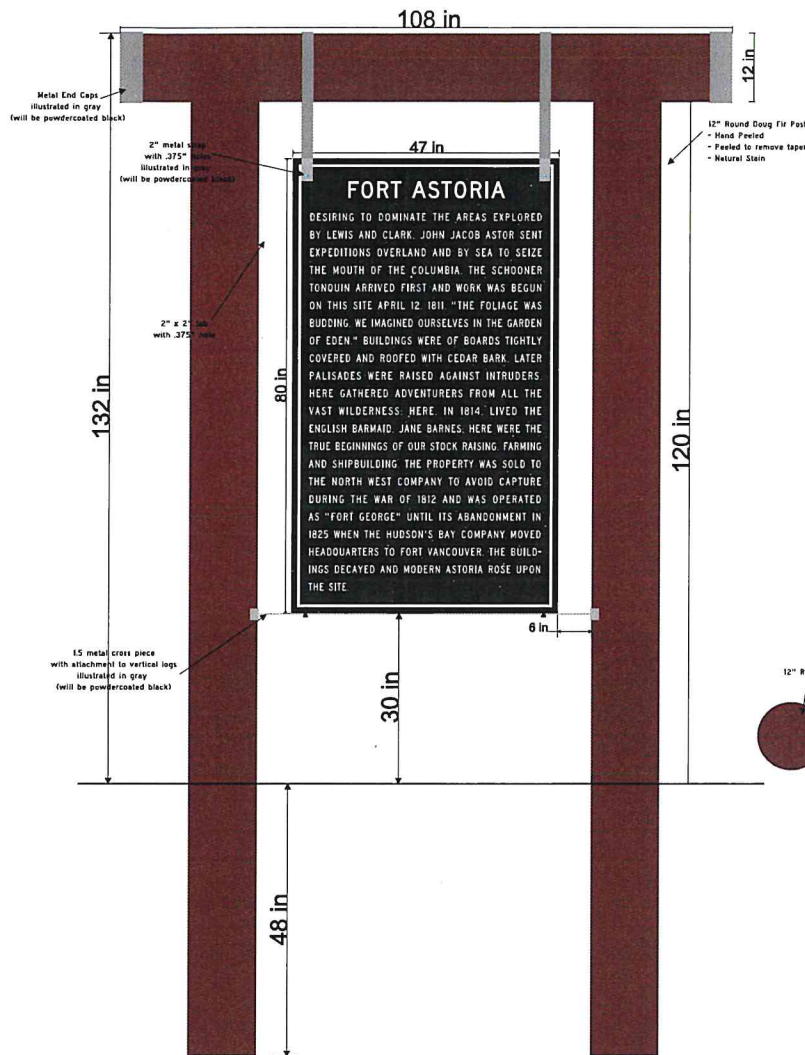 108 in
12 in
Metal End Caps
illustrated in gray
(will be powdercoated black)
2" metal strap
with .375" holes
illustrated in gray
(will be powdercoated black)
12" Round Doug Fir Post
- Hand Peeled
- Peeled to remove taper
- Natural Stain
47 in
FORT ASTORIA
DESIRING TO DOMINATE THE AREAS EXPLORED
BY LEWIS AND CLARK, JOHN JACOB ASTOR SENT
EXPEDITIONS OVERLAND AND BY SEA TO SEIZE
THE MOUTH OF THE COLUMBIA. THE SCHOONER
TONQUIN ARRIVED FIRST AND WORK WAS BEGUN
ON THIS SITE APRIL 12, 1811. "THE FOLIAGE WAS
BUDDING. WE IMAGINED OURSELVES IN THE GARDEN
OF EDEN." BUILDINGS WERE OF BOARDS TIGHTLY
COVERED AND ROOFED WITH CEDAR BARK. LATER
PALISADES WERE RAISED AGAINST INTRUDERS.
HERE GATHERED ADVENTURERS FROM ALL THE
VAST WILDERNESS; HERE, IN 1814, LIVED THE
ENGLISH BARMAID, JANE BARNES; HERE WERE THE
TRUE BEGINNINGS OF OUR STOCK RAISING, FARMING
AND SHIPBUILDING. THE PROPERTY WAS SOLD TO
THE NORTH WEST COMPANY TO AVOID CAPTURE
DURING THE WAR OF 1812 AND WAS OPERATED
AS "FORT GEORGE" UNTIL ITS ABANDONMENT IN
1825 WHEN THE HUDSON'S BAY COMPANY MOVED
HEADQUARTERS TO FORT VANCOUVER. THE BUILD-
INGS DECAYED AND MODERN ASTORIA ROSE UPON
THE SITE.
2" x 2" tab
with .375" hole
80 in
132 in
120 in
6 in
1.5 metal cross piece
with attachment to vertical logs
illustrated in gray
(will be powdercoated black)
30 in
12" R
48 in